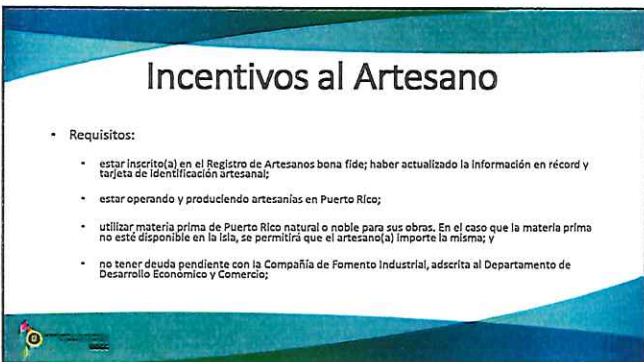 Incentivos al Artesano
• Requisitos:
• estar inscrito(a) en el Registro de Artesanos bona fide; haber actualizado la información en récord y
tarjeta de identificación artesanal;
• estar operando y produciendo artesanías en Puerto Rico;
• utilizar materia prima de Puerto Rico natural o noble para sus obras. En el caso que la materia prima
no esté disponible en la isla, se permitirá que el artesano(a) importe la misma; y
• no tener deuda pendiente con la Compañía de Fomento Industrial, adscrita al Departamento de
Desarrollo Economico y Comercio;